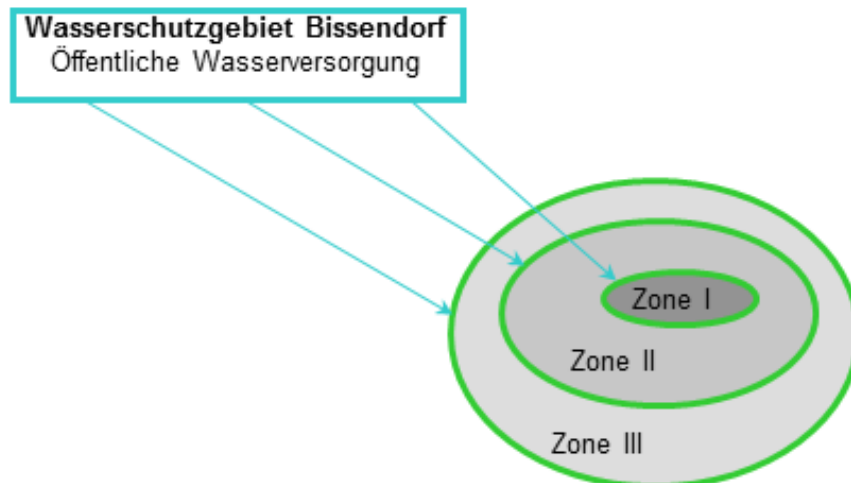 Wasserschutzgebiet Bissendorf
Öffentliche Wasserversorgung
Zone I
Zone II
Zone III